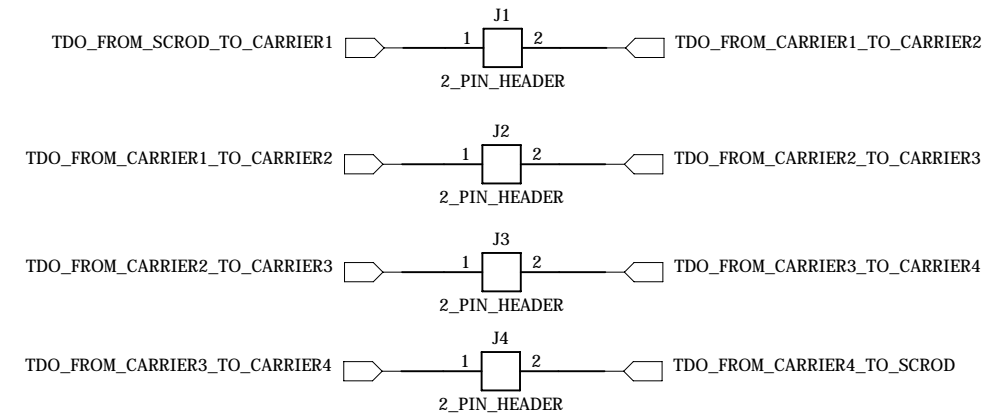 J1
TDO_FROM_SCROD_TO_CARRIER1 1 2 TDO_FROM_CARRIER1_TO_CARRIER2
2_PIN_HEADER
J2
TDO_FROM_CARRIER1_TO_CARRIER2 1 2 TDO_FROM_CARRIER2_TO_CARRIER3
2_PIN_HEADER
J3
TDO_FROM_CARRIER2_TO_CARRIER3 1 2 TDO_FROM_CARRIER3_TO_CARRIER4
2_PIN_HEADER
J4
TDO_FROM_CARRIER3_TO_CARRIER4 1 2 TDO_FROM_CARRIER4_TO_SCROD
2_PIN_HEADER